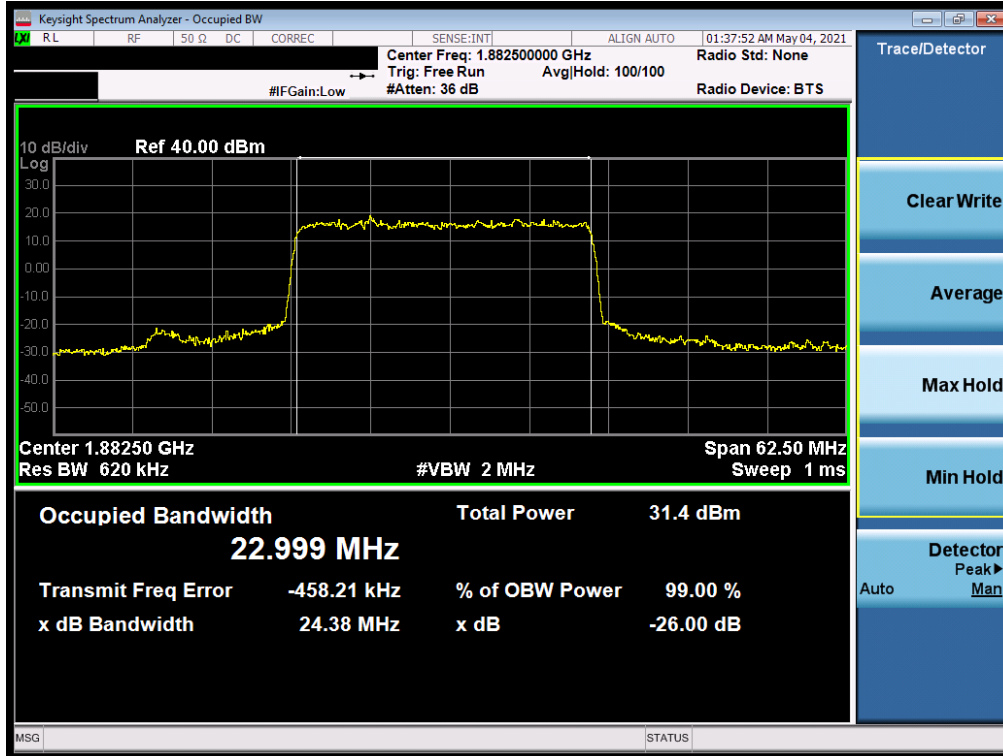 Keysight Spectrum Analyzer - Occupied BW
LXI RL RF 50 Ω DC CORREC SENSE:INT ALIGN AUTO 01:37:52 AM May 04, 2021
Center Freq: 1.882500000 GHz Radio Std: None
Trig: Free Run Avg|Hold: 100/100
#IFGain:Low #Atten: 36 dB Radio Device: BTS
Trace/Detector
10 dB/div Ref 40.00 dBm
Log
30.0
20.0
10.0
0.00
-10.0
-20.0
-30.0
-40.0
-50.0
Center 1.88250 GHz Span 62.50 MHz
Res BW 620 kHz #VBW 2 MHz Sweep 1 ms
Occupied Bandwidth Total Power 31.4 dBm
22.999 MHz
Transmit Freq Error -458.21 kHz % of OBW Power 99.00 %
x dB Bandwidth 24.38 MHz x dB -26.00 dB
Clear Write
Average
Max Hold
Min Hold
Detector
Peak▶
Auto Man
MSG STATUS